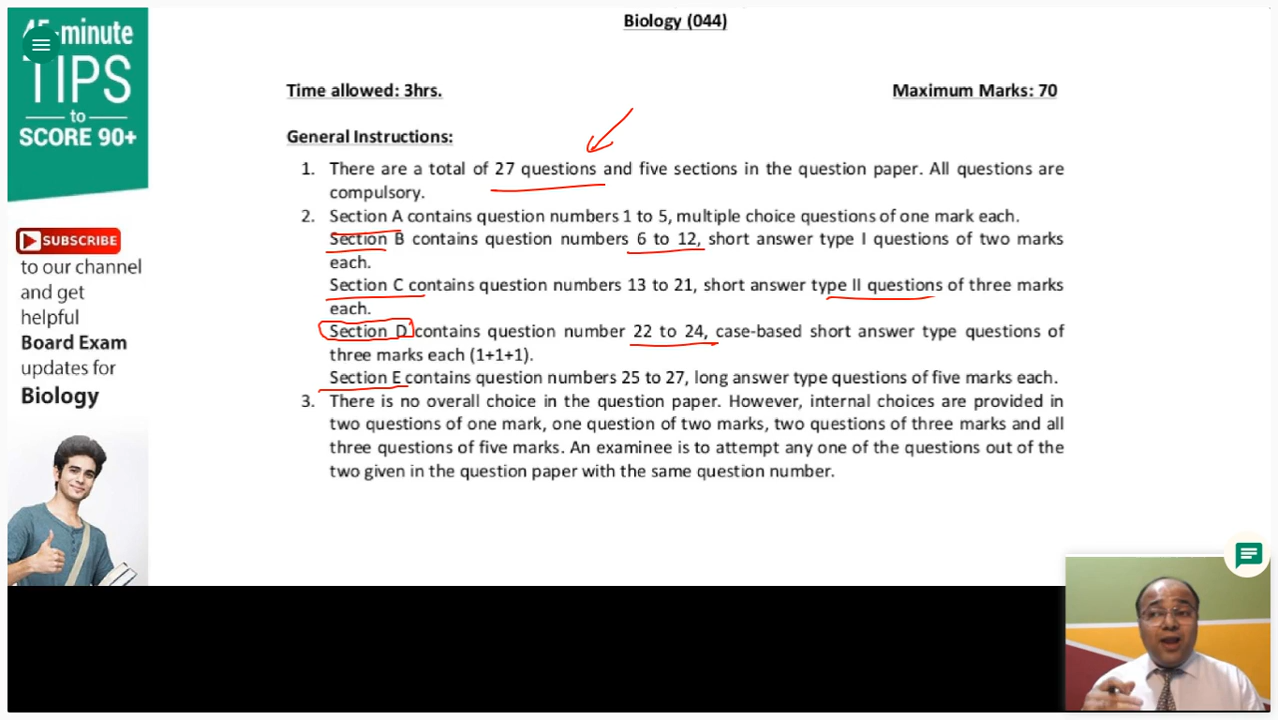 45-minute
TIPS
to
SCORE 90+
SUBSCRIBE
to our channel
and get
helpful
Board Exam
updates for
Biology
Biology (044)
Time allowed: 3hrs.
Maximum Marks: 70
General Instructions:
1. There are a total of 27 questions and five sections in the question paper. All questions are
compulsory.
2. Section A contains question numbers 1 to 5, multiple choice questions of one mark each.
Section B contains question numbers 6 to 12, short answer type I questions of two marks
each.
Section C contains question numbers 13 to 21, short answer type II questions of three marks
each.
Section D contains question number 22 to 24, case-based short answer type questions of
three marks each (1+1+1).
Section E contains question numbers 25 to 27, long answer type questions of five marks each.
3. There is no overall choice in the question paper. However, internal choices are provided in
two questions of one mark, one question of two marks, two questions of three marks and all
three questions of five marks. An examinee is to attempt any one of the questions out of the
two given in the question paper with the same question number.